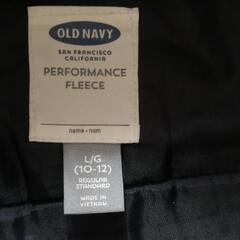 OLD NAVY
SAN FRANCISCO
CALIFORNIA
PERFORMANCE
FLEECE
name • nom
L/G
(10-12)
REGULAR
STANDARD
MADE IN
VIETNAM